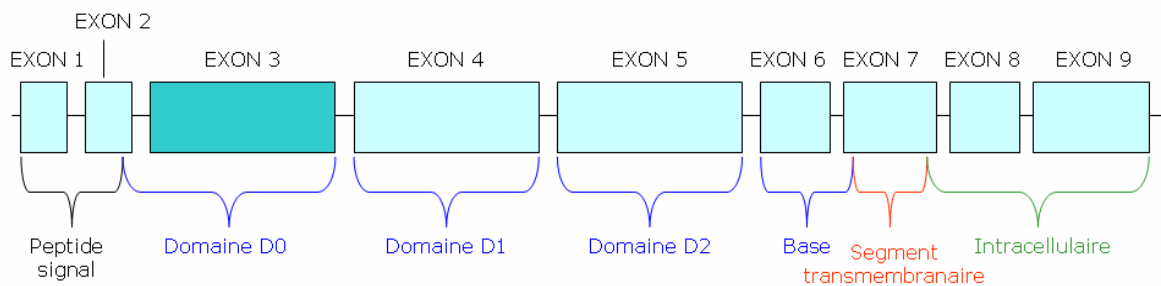 EXON 2
EXON 1
EXON 3
EXON 4
EXON 5
EXON 6
EXON 7
EXON 8
EXON 9
Peptide
signal
Domaine D0
Domaine D1
Domaine D2
Base
Segment
transmembranaire
Intracellulaire